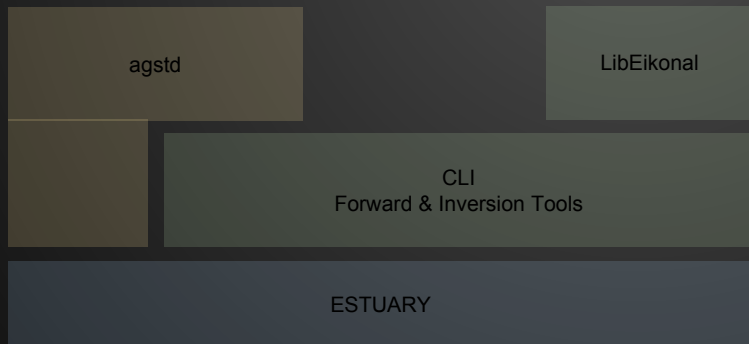 agstd
LibEikonal
CLI
Forward & Inversion Tools
ESTUARY